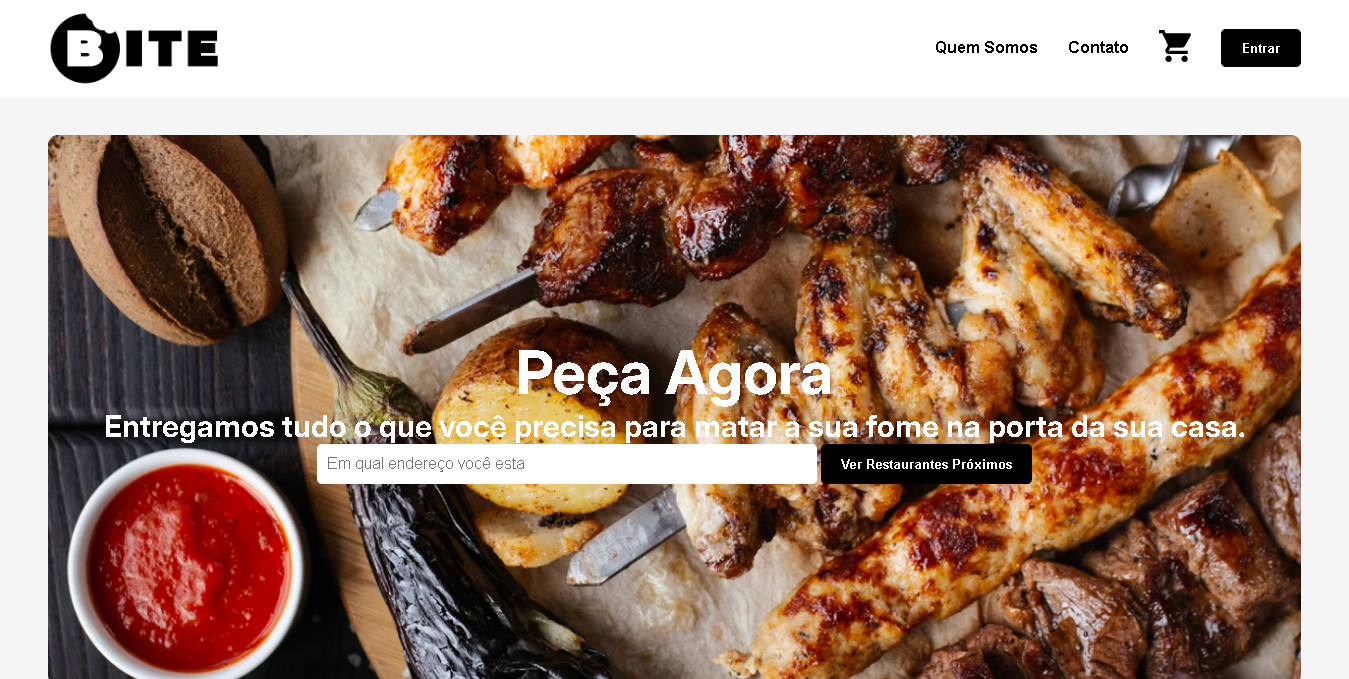 BITE
Quem Somos
Contato
Entrar
Peça Agora
Entregamos tudo o que você precisa para matar a sua fome na porta da sua casa.
Em qual endereço você esta
Ver Restaurantes Próximos